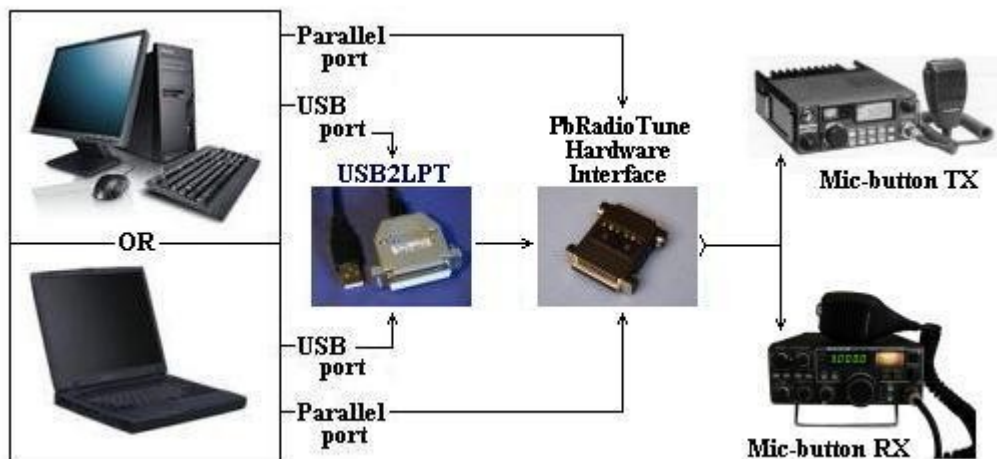 Parallel
port
USB
port
USB2LPT
PbRadioTune
Hardware
Interface
Mic-button TX
OR
USB
port
Parallel
port
Mic-button RX